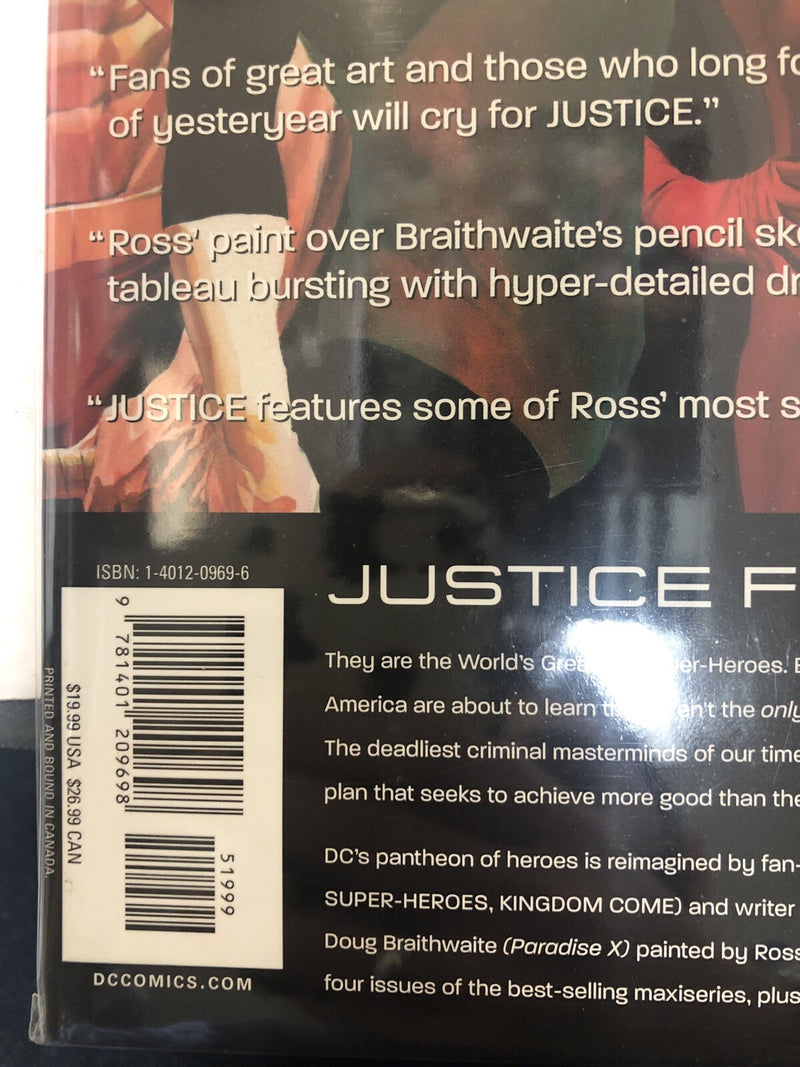 “Fans of great art and those who long fo
of yesteryear will cry for JUSTICE.”
“Ross’ paint over Braithwaite’s pencil ske
tableau bursting with hyper-detailed dr
“JUSTICE features some of Ross’ most s
ISBN: 1-4012-0969-6
9 781401 209698
51999
$19.99 USA $26.99 CAN
PRINTED AND BOUND IN CANADA.
DCCOMICS.COM
JUSTICE F
They are the World’s Grea er-Heroes. E
America are about to learn en’t the only
The deadliest criminal masterminds of our time
plan that seeks to achieve more good than the
DC’s pantheon of heroes is reimagined by fan-
SUPER-HEROES, KINGDOM COME) and writer
Doug Braithwaite (Paradise X) painted by Ross
four issues of the best-selling maxiseries, plus